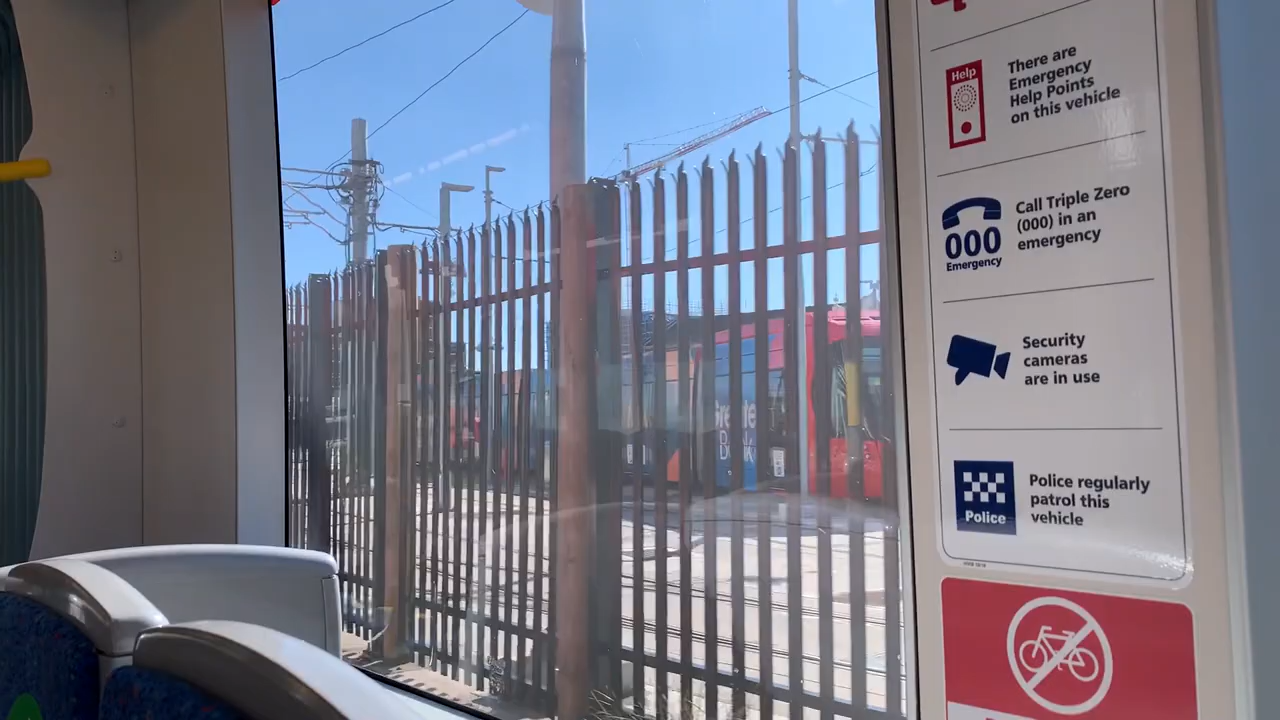 Help
There are
Emergency
Help Points
on this vehicle
000
Emergency
Call Triple Zero
(000) in an
emergency
Security
cameras
are in use
Police
Police regularly
patrol this
vehicle